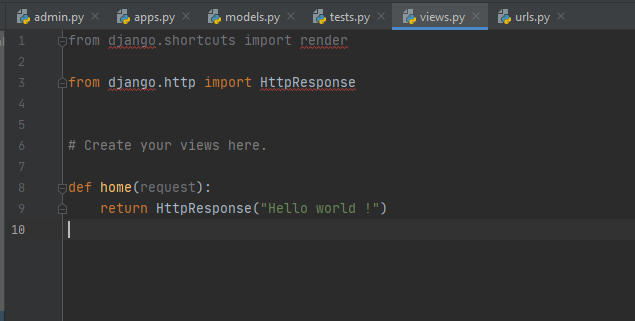 admin.py apps.py models.py tests.py views.py urls.py
1 from django.shortcuts import render
2
3 from django.http import HttpResponse
4
5
6 # Create your views here.
7
8 def home(request):
9     return HttpResponse("Hello world !")
10